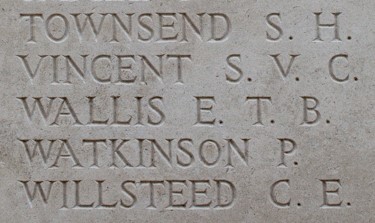 TOWNSEND S. H.
VINCENT S. V. C.
WALLIS E. T. B.
WATKINSON P.
WILLSTEED C. E.